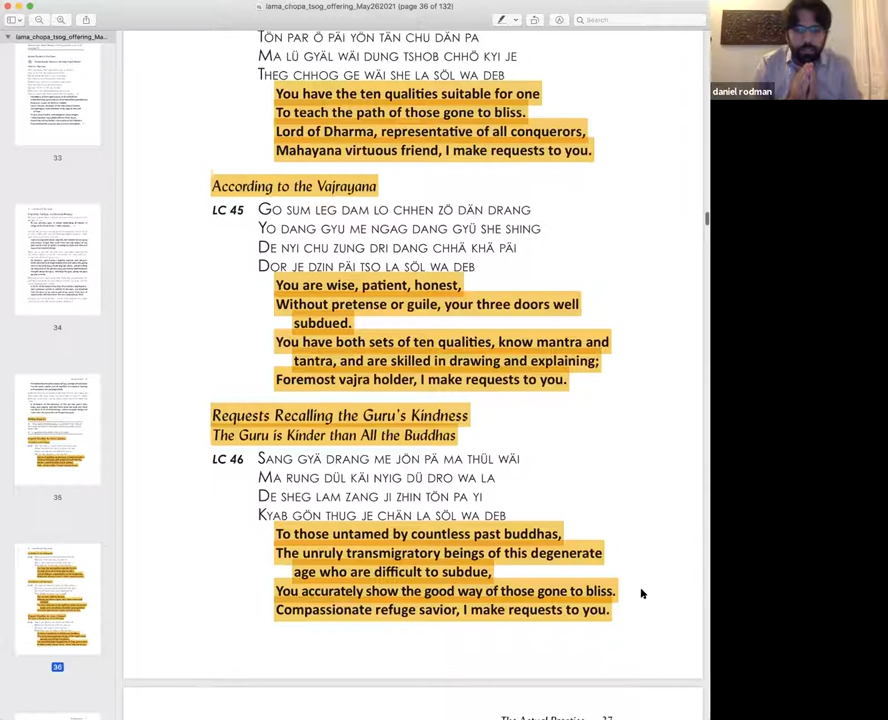 lama_chopa_tsog_offering_May262021 (page 36 of 132)
Search
lama_chopa_tsog_offering_Ma...
daniel rodman
33
34
35
36
TÖN PAR Ö PÄI YÖN TÄN CHU DÄN PA
MA LÜ GYÄL WÄI DUNG TSHOB CHHÖ KYI JE
THEG CHHOG GE WÄI SHE LA SÖL WA DEB
You have the ten qualities suitable for one
To teach the path of those gone to bliss.
Lord of Dharma, representative of all conquerors,
Mahayana virtuous friend, I make requests to you.
According to the Vajrayana
LC 45 GO SUM LEG DAM LO CHHEN ZÖ DÄN DRANG
YO DANG GYU ME NGAG DANG GYÜ SHE SHING
DE NYI CHU ZUNG DRI DANG CHHÄ KHÄ PÄI
DOR JE DZIN PÄI TSO LA SÖL WA DEB
You are wise, patient, honest,
Without pretense or guile, your three doors well
subdued.
You have both sets of ten qualities, know mantra and
tantra, and are skilled in drawing and explaining;
Foremost vajra holder, I make requests to you.
Requests Recalling the Guru's Kindness
The Guru is Kinder than All the Buddhas
LC 46 SANG GYÄ DRANG ME JÖN PÄ MA THÜL WÄI
MA RUNG DÜL KÄI NYIG DÜ DRO WA LA
DE SHEG LAM ZANG JI ZHIN TÖN PA YI
KYAB GÖN THUG JE CHÄN LA SÖL WA DEB
To those untamed by countless past buddhas,
The unruly transmigratory beings of this degenerate
age who are difficult to subdue,
You accurately show the good way of those gone to bliss.
Compassionate refuge savior, I make requests to you.
The Actual Practice 37